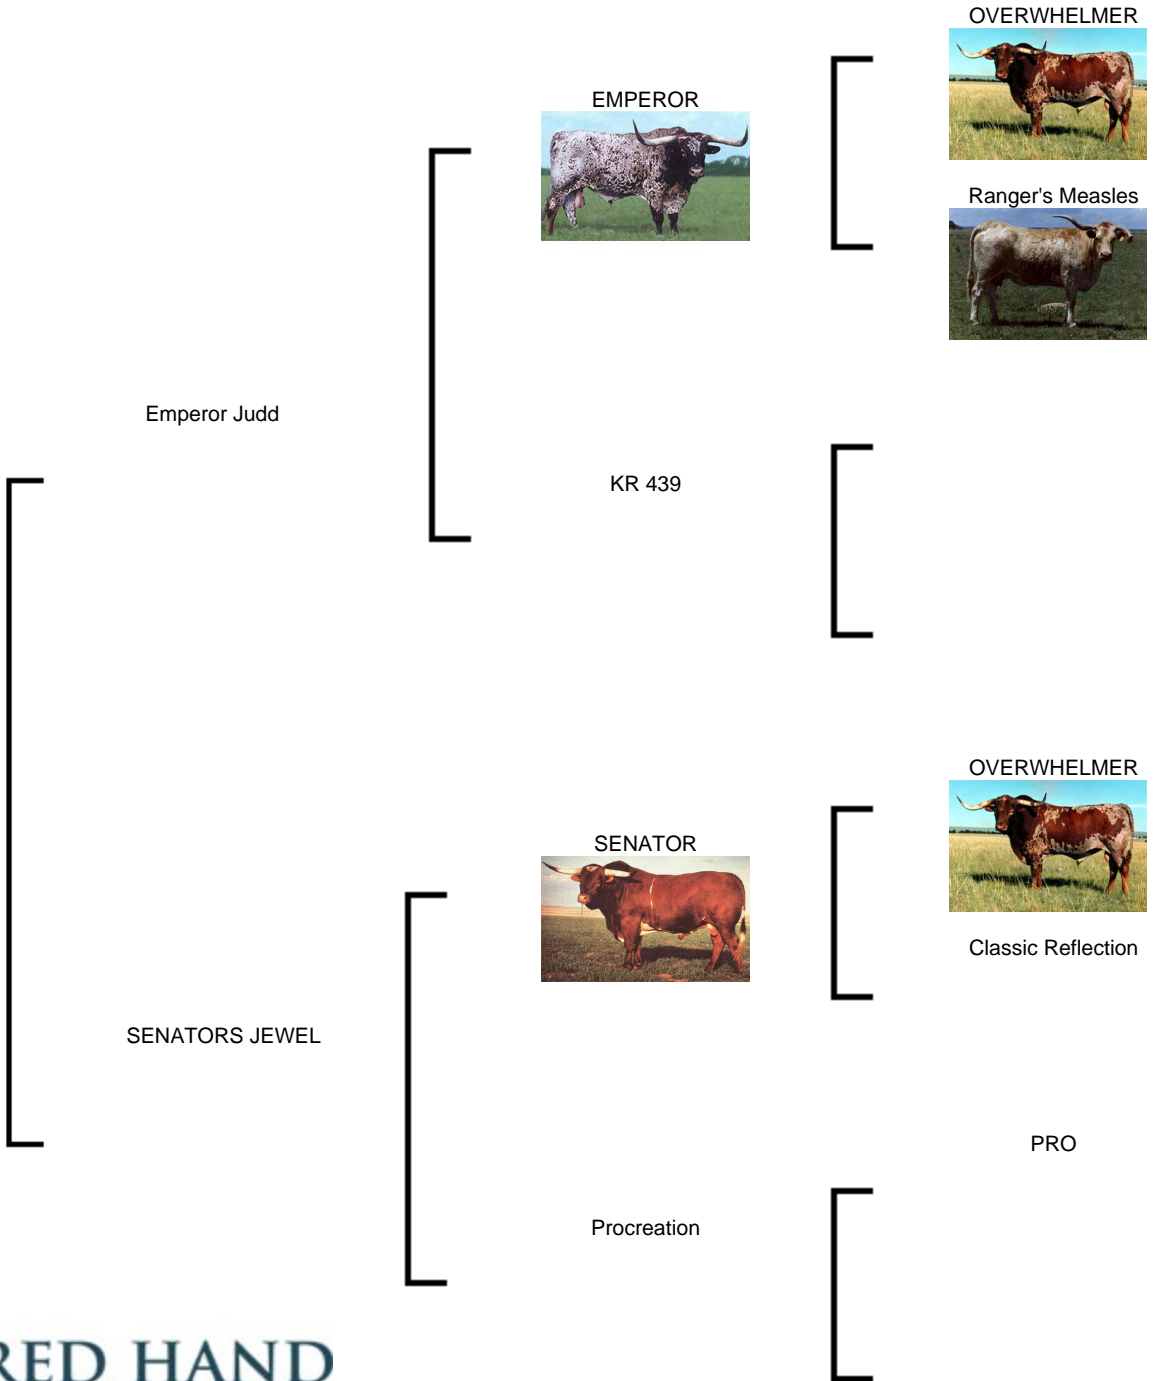 OVERWHELMER
EMPEROR
Ranger's Measles
Emperor Judd
KR 439
OVERWHELMER
SENATOR
Classic Reflection
SENATORS JEWEL
PRO
Procreation
RED HAND